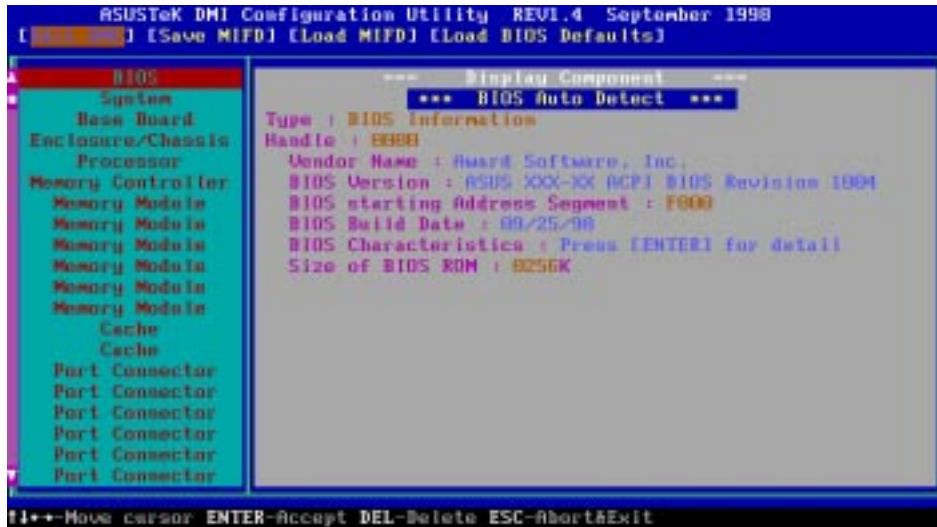 ASUSTeK DMI Configuration Utility REV1.4 September 1998
[Edit DMI] [Save MIFD] [Load MIFD] [Load BIOS Defaults]
BIOS
System
Base Board
Enclosure/Chassis
Processor
Memory Controller
Memory Module
Memory Module
Memory Module
Memory Module
Memory Module
Memory Module
Cache
Cache
Port Connector
Port Connector
Port Connector
Port Connector
Port Connector
Port Connector
--- Display Component ---
*** BIOS Auto Detect ***
Type : BIOS Information
Handle : 0000
Vendor Name : Award Software, Inc.
BIOS Version : ASUS XXX-XX ACPI BIOS Revision 1004
BIOS starting Address Segment : F000
BIOS Build Date : 09/25/98
BIOS Characteristics : Press [ENTER] for detail
Size of BIOS ROM : 0256K
↑↓←→-Move cursor ENTER-Accept DEL-Delete ESC-Abort&Exit